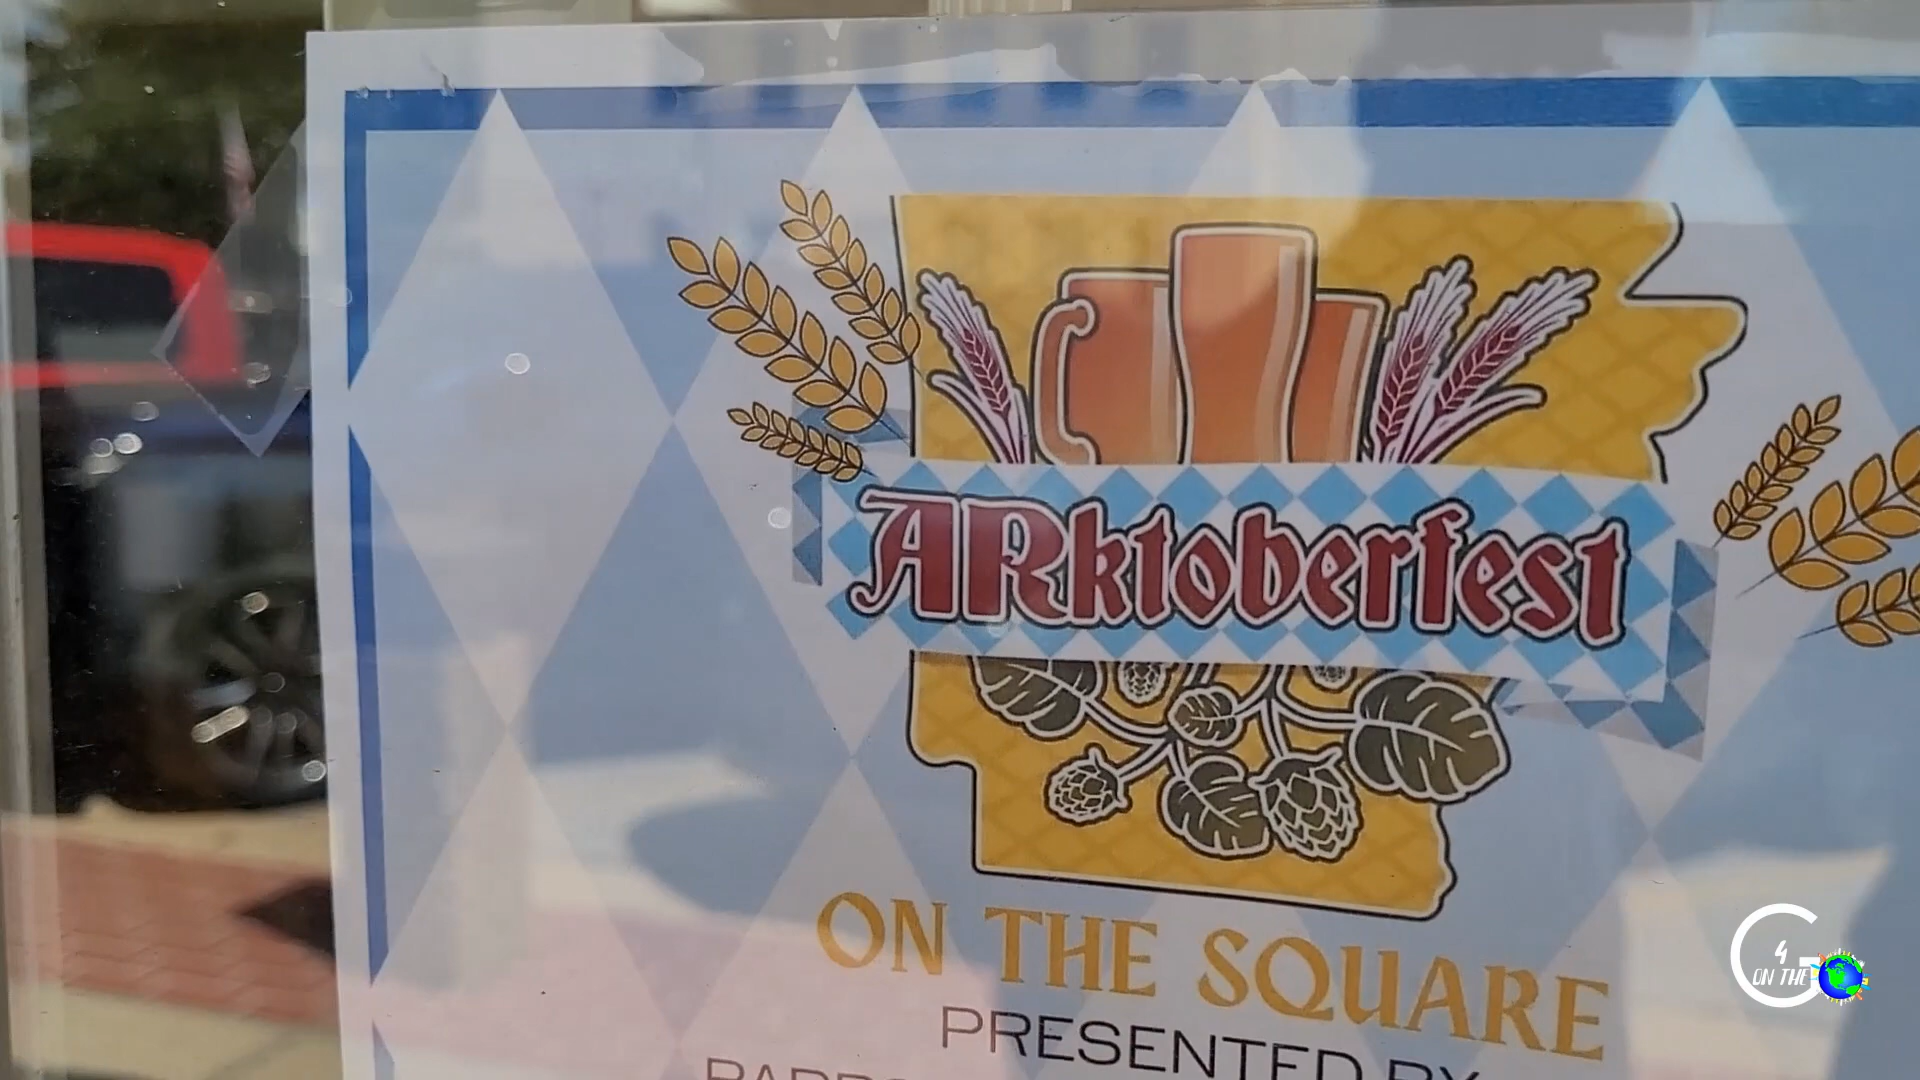 ARktoberfest
ON THE SQUARE
PRESENTED BY
4
ON THE